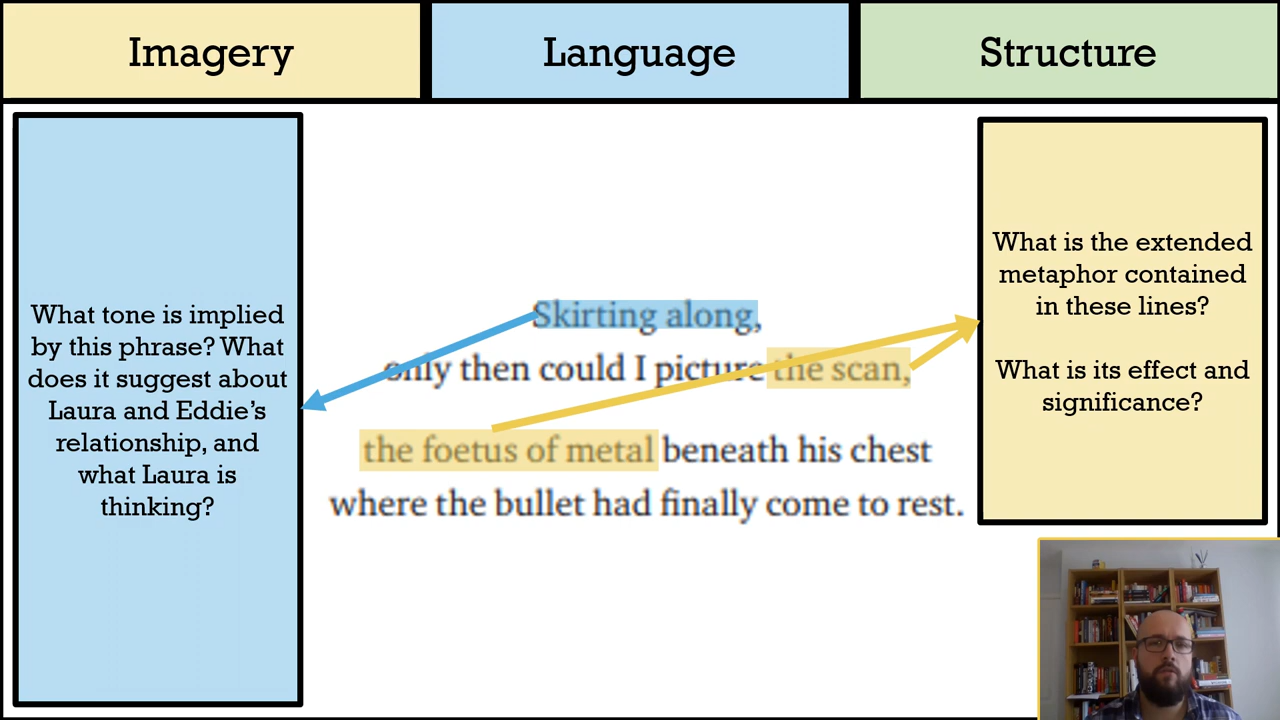 Imagery
Language
Structure
What tone is implied
by this phrase? What
does it suggest about
Laura and Eddie's
relationship, and
what Laura is
thinking?
Skirting along,
only then could I picture the scan,
the foetus of metal beneath his chest
where the bullet had finally come to rest.
What is the extended
metaphor contained
in these lines?
What is its effect and
significance?